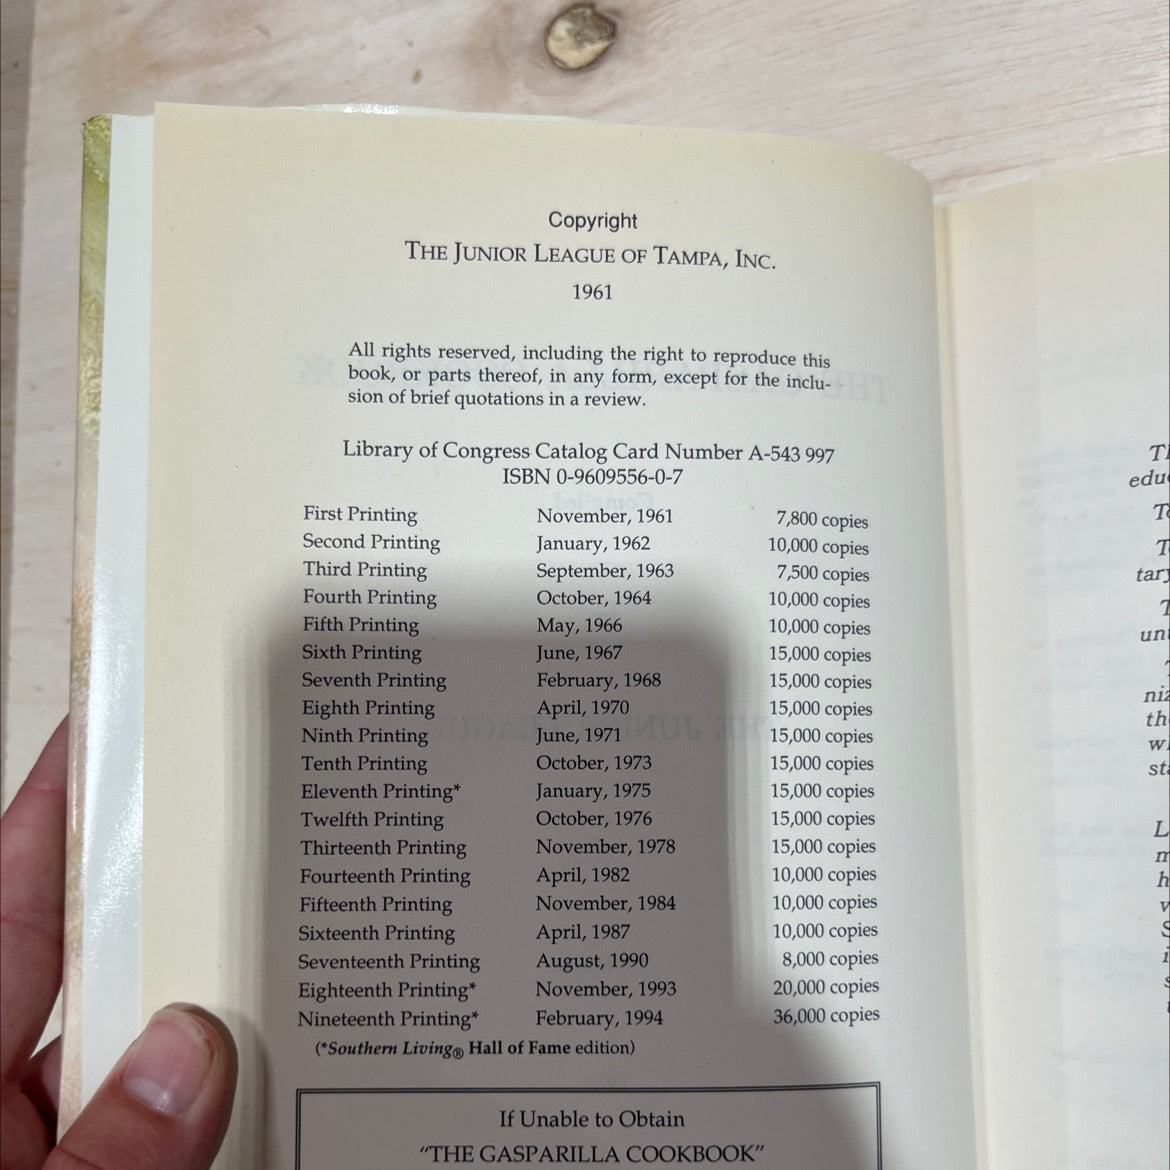 Copyright
THE JUNIOR LEAGUE OF TAMPA, INC.
1961
All rights reserved, including the right to reproduce this
book, or parts thereof, in any form, except for the inclu-
sion of brief quotations in a review.
Library of Congress Catalog Card Number A-543 997
ISBN 0-9609556-0-7
First Printing November, 1961 7,800 copies
Second Printing January, 1962 10,000 copies
Third Printing September, 1963 7,500 copies
Fourth Printing October, 1964 10,000 copies
Fifth Printing May, 1966 10,000 copies
Sixth Printing June, 1967 15,000 copies
Seventh Printing February, 1968 15,000 copies
Eighth Printing April, 1970 15,000 copies
Ninth Printing June, 1971 15,000 copies
Tenth Printing October, 1973 15,000 copies
Eleventh Printing* January, 1975 15,000 copies
Twelfth Printing October, 1976 15,000 copies
Thirteenth Printing November, 1978 15,000 copies
Fourteenth Printing April, 1982 10,000 copies
Fifteenth Printing November, 1984 10,000 copies
Sixteenth Printing April, 1987 10,000 copies
Seventeenth Printing August, 1990 8,000 copies
Eighteenth Printing* November, 1993 20,000 copies
Nineteenth Printing* February, 1994 36,000 copies
(*Southern Living® Hall of Fame edition)
If Unable to Obtain
"THE GASPARILLA COOKBOOK"